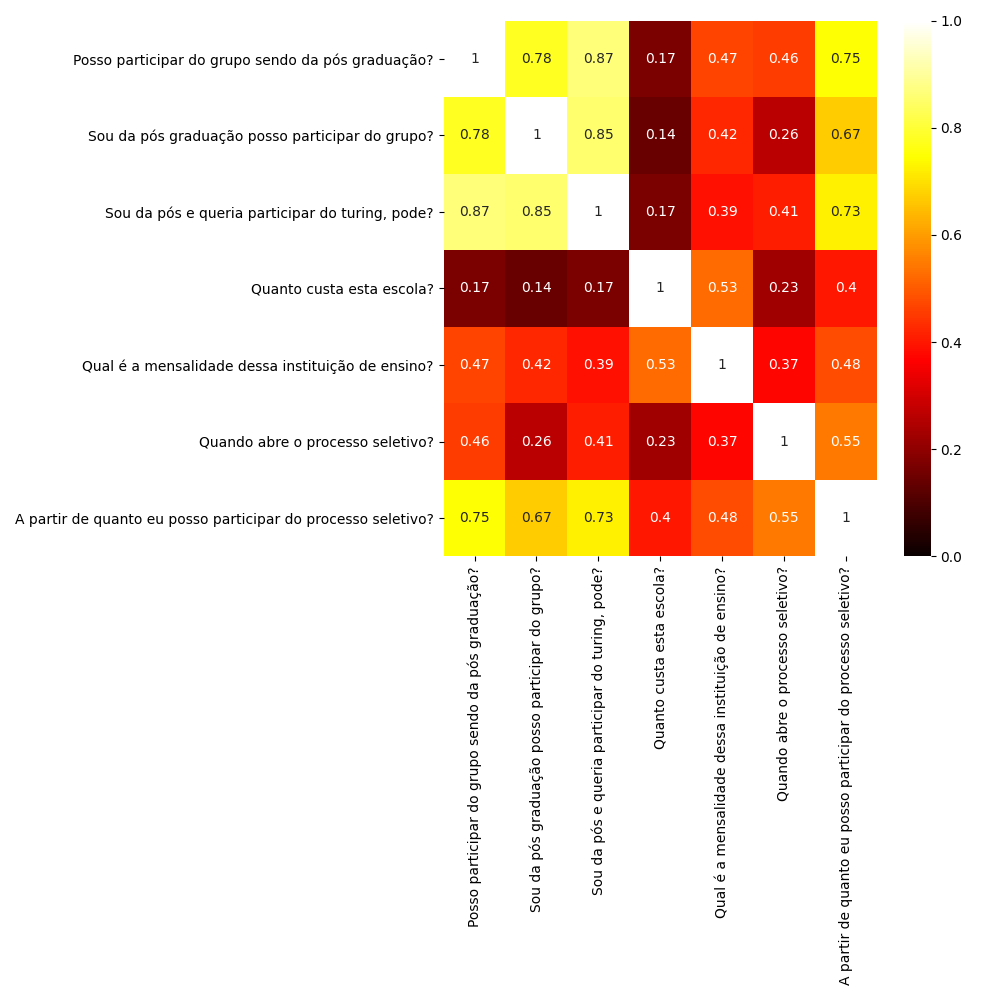 1.0
Posso participar do grupo sendo da pós graduação? 1 0.78 0.87 0.17 0.47 0.46 0.75
Sou da pós graduação posso participar do grupo? 0.78 1 0.85 0.14 0.42 0.26 0.67
0.8
Sou da pós e queria participar do turing, pode? 0.87 0.85 1 0.17 0.39 0.41 0.73
0.6
Quanto custa esta escola? 0.17 0.14 0.17 1 0.53 0.23 0.4
0.4
Qual é a mensalidade dessa instituição de ensino? 0.47 0.42 0.39 0.53 1 0.37 0.48
Quando abre o processo seletivo? 0.46 0.26 0.41 0.23 0.37 1 0.55
0.2
A partir de quanto eu posso participar do processo seletivo? 0.75 0.67 0.73 0.4 0.48 0.55 1
0.0
Posso participar do grupo sendo da pós graduação?
Sou da pós graduação posso participar do grupo?
Sou da pós e queria participar do turing, pode?
Quanto custa esta escola?
Qual é a mensalidade dessa instituição de ensino?
Quando abre o processo seletivo?
A partir de quanto eu posso participar do processo seletivo?